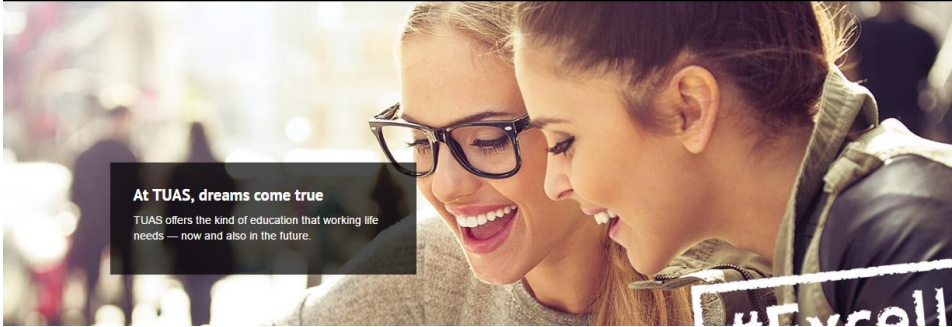 At TUAS, dreams come true
TUAS offers the kind of education that working life
needs — now and also in the future.